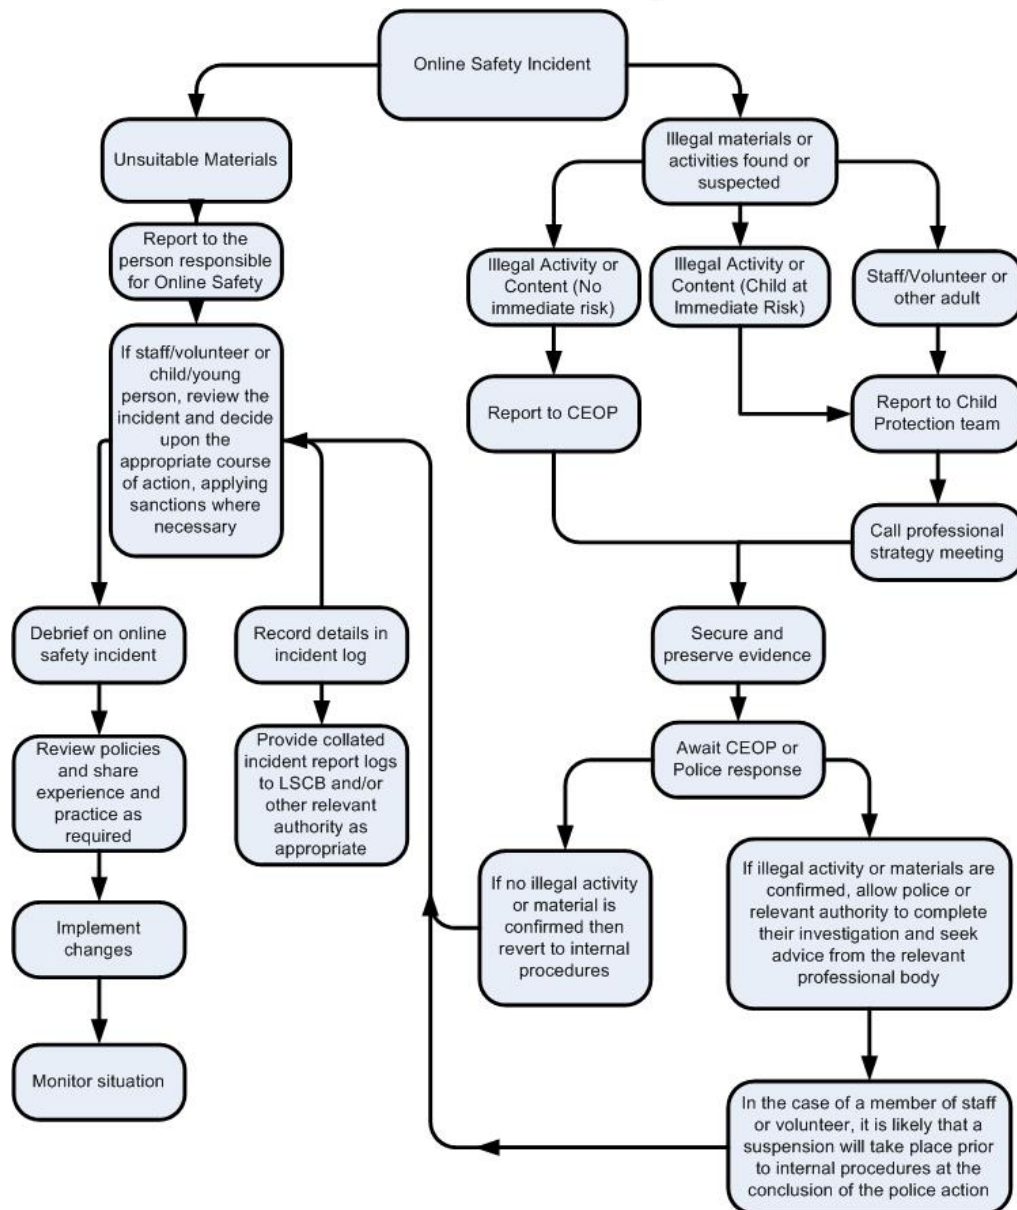 Online Safety Incident
Unsuitable Materials
Report to the
person responsible
for Online Safety
If staff/volunteer or
child/young
person, review the
incident and decide
upon the
appropriate course
of action, applying
sanctions where
necessary
Debrief on online
safety incident
Review policies
and share
experience and
practice as
required
Implement
changes
Monitor situation
Record details in
incident log
Provide collated
incident report logs
to LSCB and/or
other relevant
authority as
appropriate
Illegal materials or
activities found or
suspected
Illegal Activity or
Content (No
immediate risk)
Illegal Activity or
Content (Child at
Immediate Risk)
Staff/Volunteer or
other adult
Report to CEOP
Report to Child
Protection team
Call professional
strategy meeting
Secure and
preserve evidence
Await CEOP or
Police response
If no illegal activity
or material is
confirmed then
revert to internal
procedures
If illegal activity or materials are
confirmed, allow police or
relevant authority to complete
their investigation and seek
advice from the relevant
professional body
In the case of a member of staff
or volunteer, it is likely that a
suspension will take place prior
to internal procedures at the
conclusion of the police action